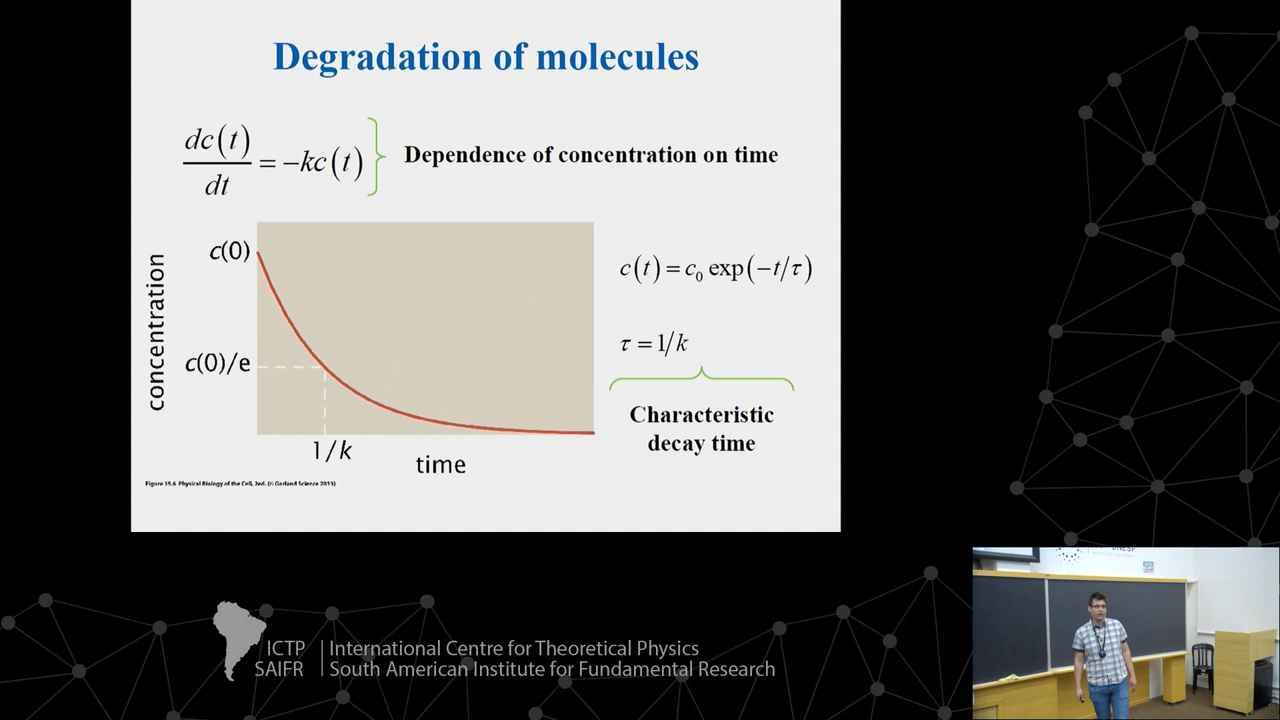 Degradation of molecules
dc(t)/dt = −kc(t)
Dependence of concentration on time
concentration
c(0)
c(0)/e
1/k
time
c(t) = c₀ exp(−t/τ)
τ = 1/k
Characteristic
decay time
Figure 15.6 Physical Biology of the Cell, 2ed. (© Garland Science 2013)
ICTP
SAIFR
International Centre for Theoretical Physics
South American Institute for Fundamental Research
UNESP